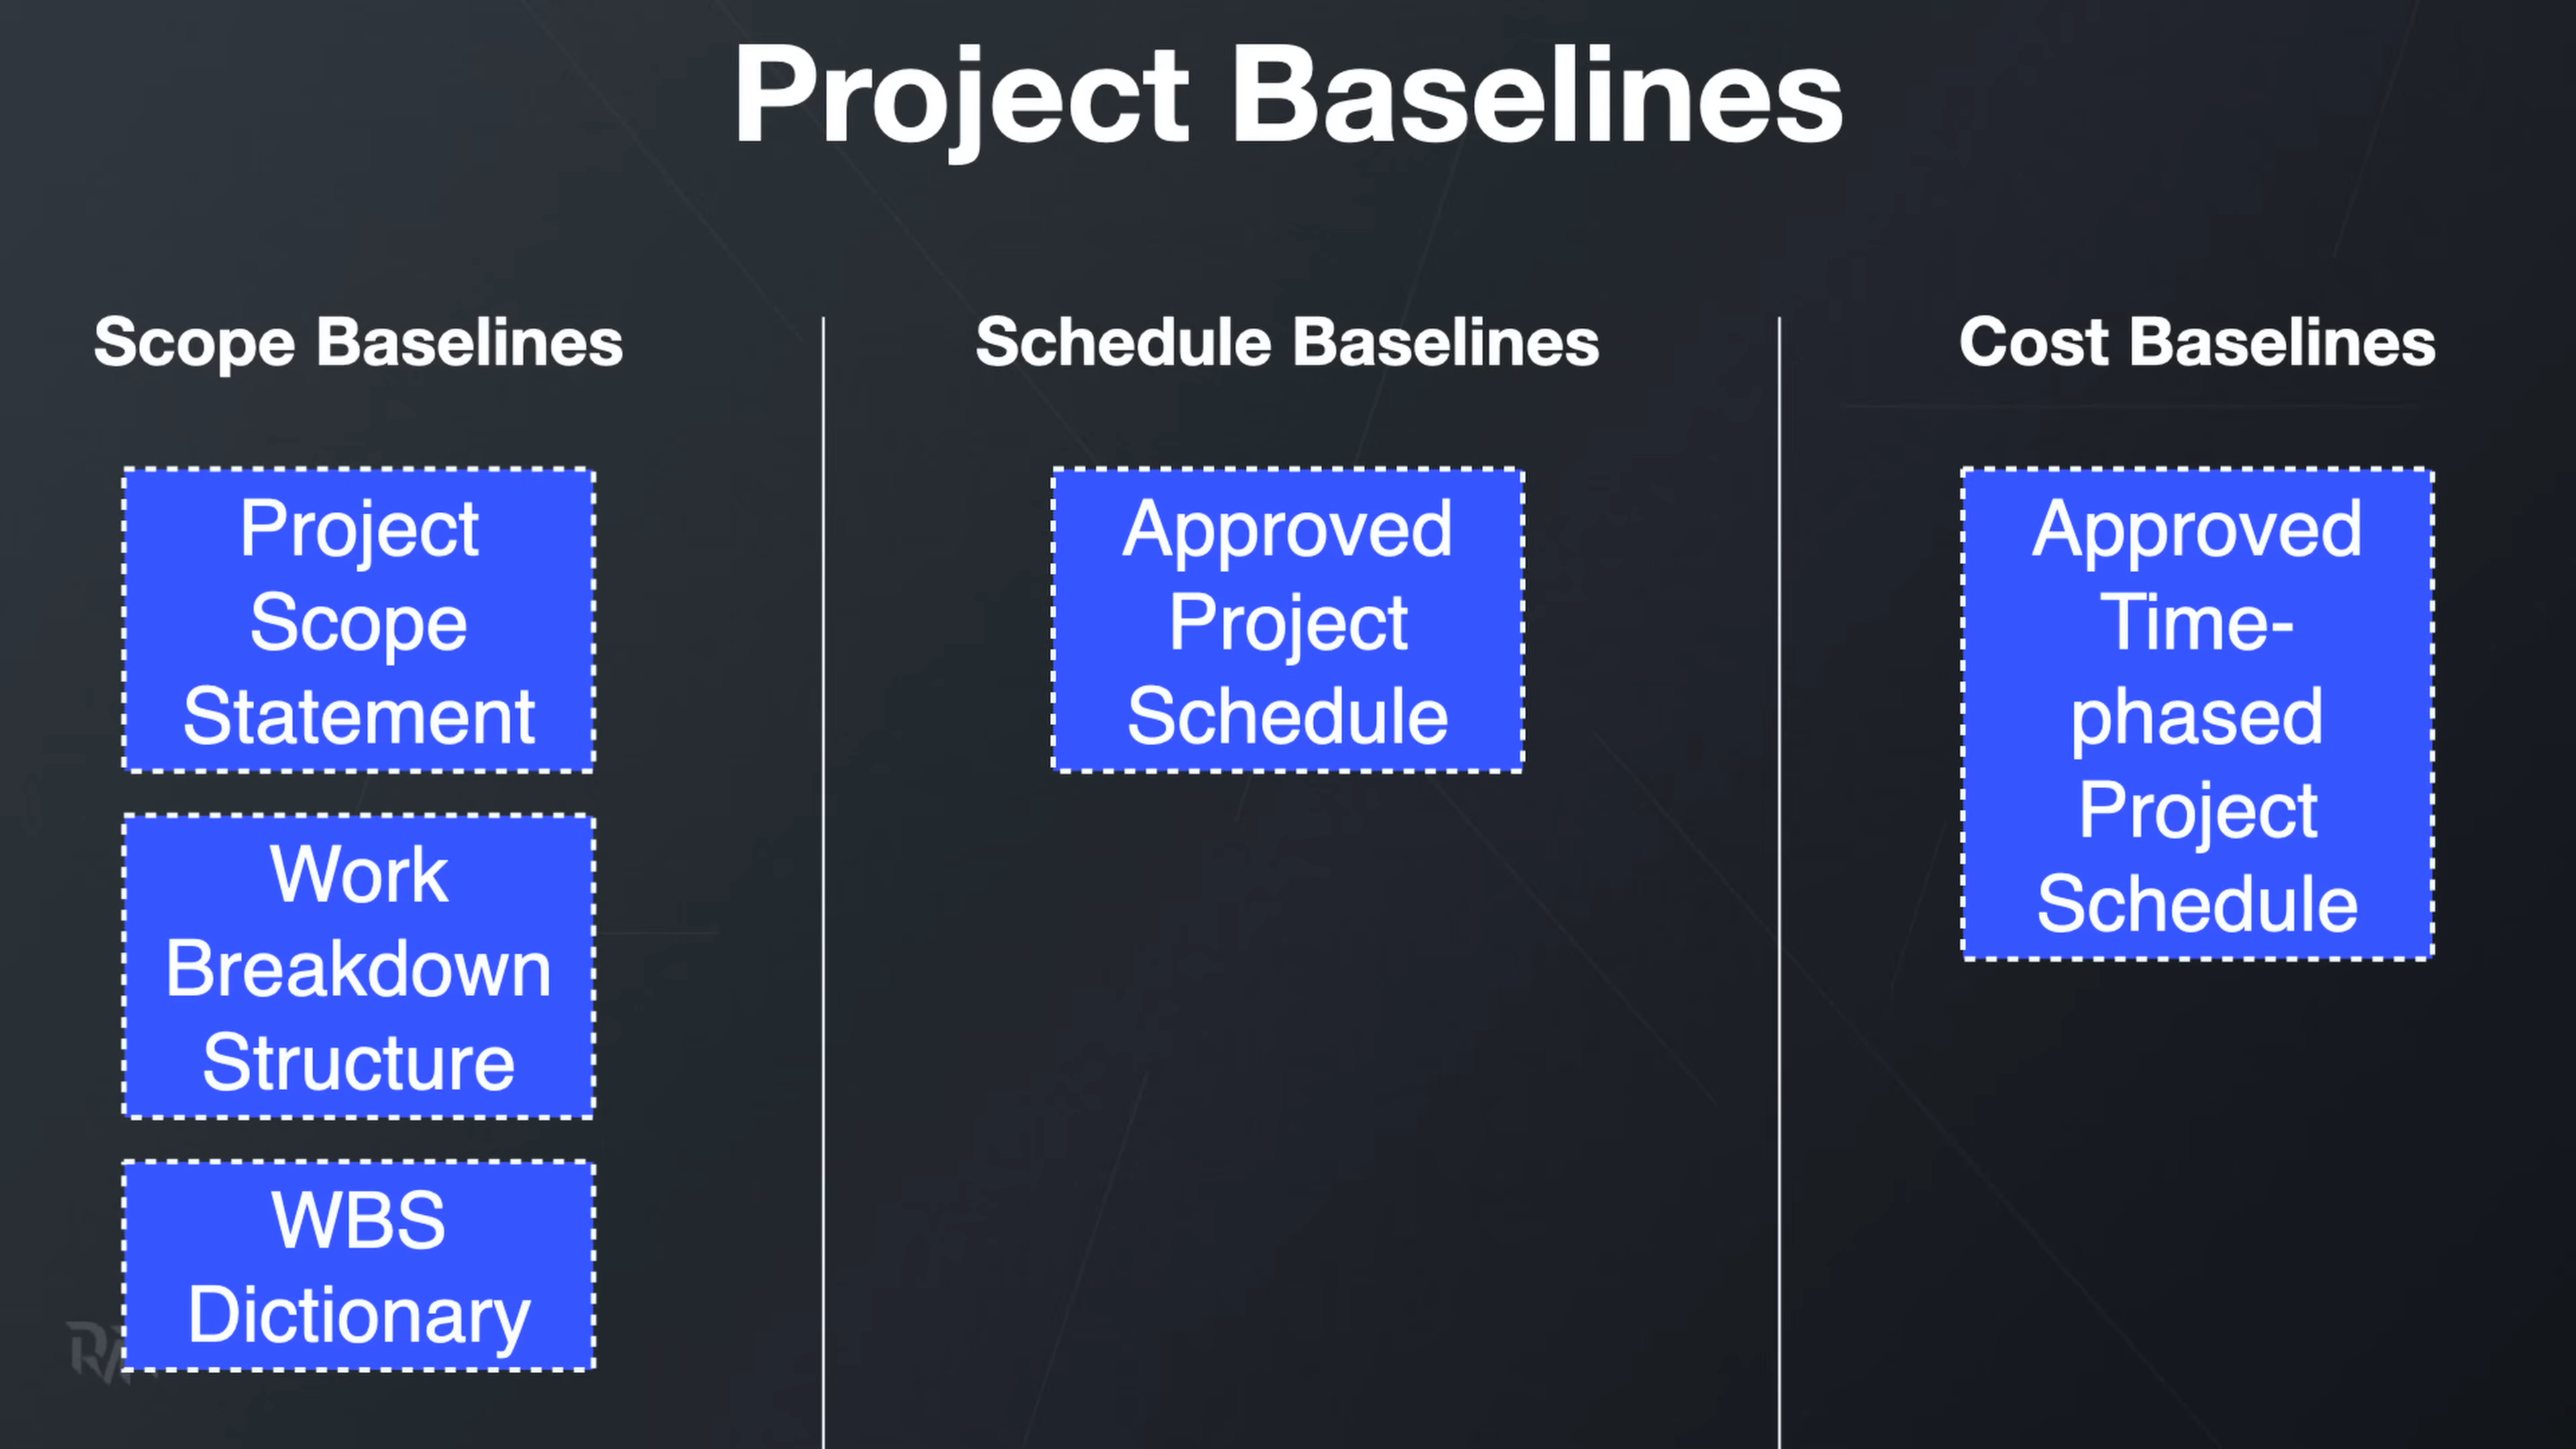 Project Baselines
Scope Baselines
Project
Scope
Statement
Work
Breakdown
Structure
WBS
Dictionary
Schedule Baselines
Approved
Project
Schedule
Cost Baselines
Approved
Time-
phased
Project
Schedule